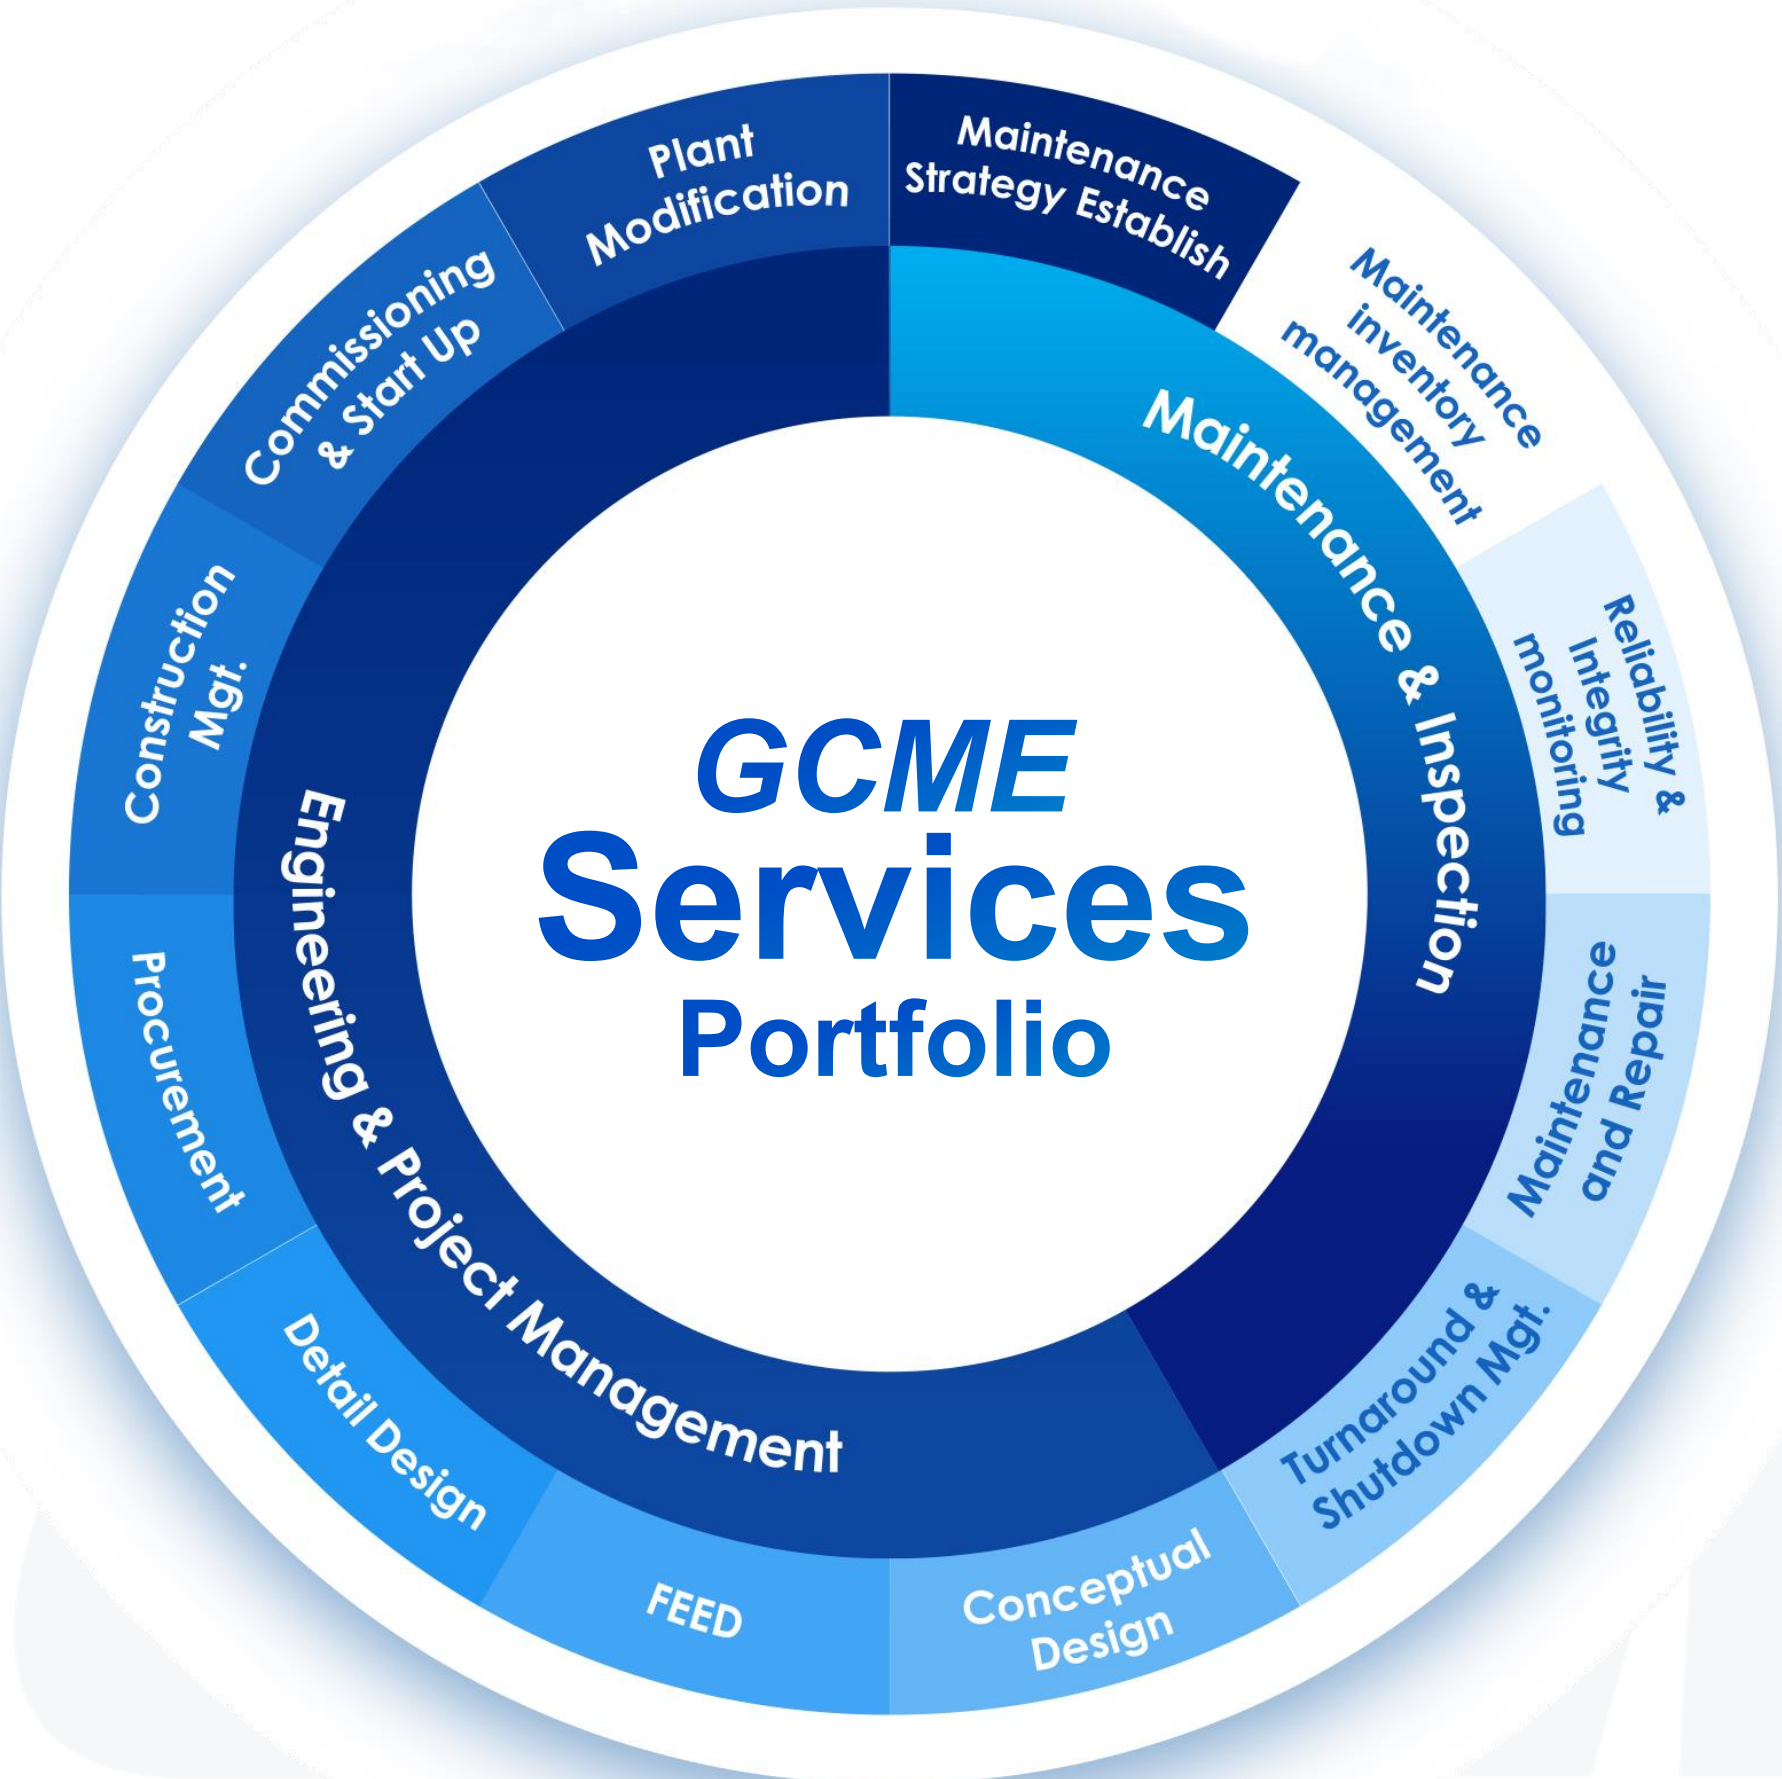 GCME
Services
Portfolio
Maintenance & Inspection
Engineering & Project Management
Maintenance
Strategy Establish
Maintenance
inventory
management
Reliability &
Integrity
monitoring
Maintenance
and Repair
Turnaround &
Shutdown Mgt.
Conceptual
Design
FEED
Detail Design
Procurement
Construction
Mgt.
Commissioning
& Start Up
Plant
Modification